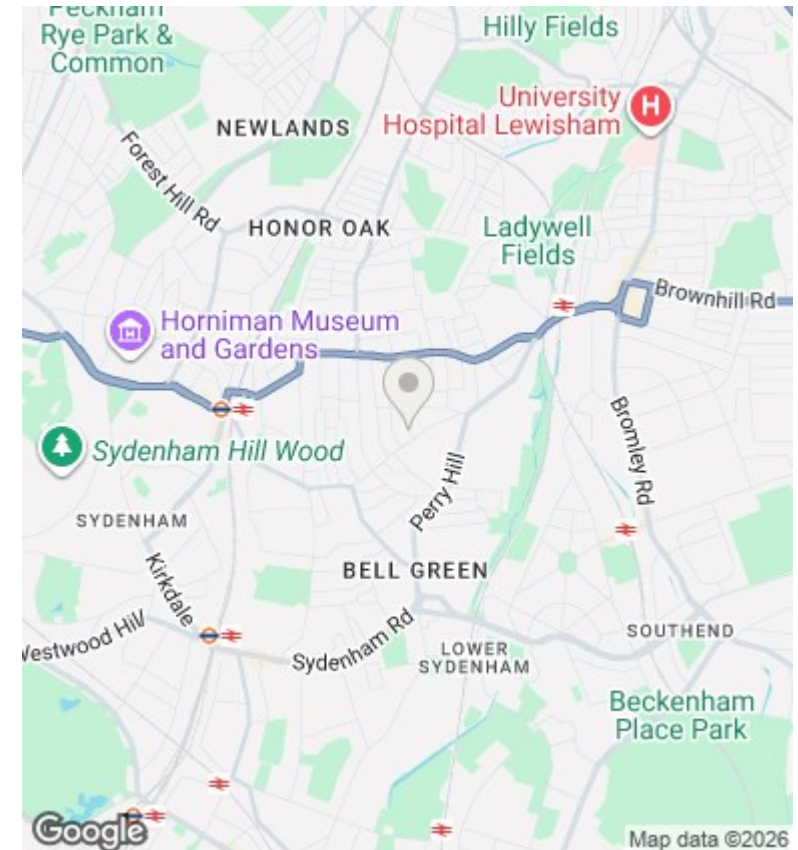 Peckham
Rye Park &
Common
Hilly Fields
University
Hospital Lewisham
H
NEWLANDS
Forest Hill Rd
HONOR OAK
Ladywell
Fields
Brownhill Rd
Horniman Museum
and Gardens
Sydenham Hill Wood
Bromley Rd
Perry Hill
SYDENHAM
BELL GREEN
Kirkdale
Westwood Hill
Sydenham Rd
LOWER
SYDENHAM
SOUTHEND
Beckenham
Place Park
Google
Map data ©2026